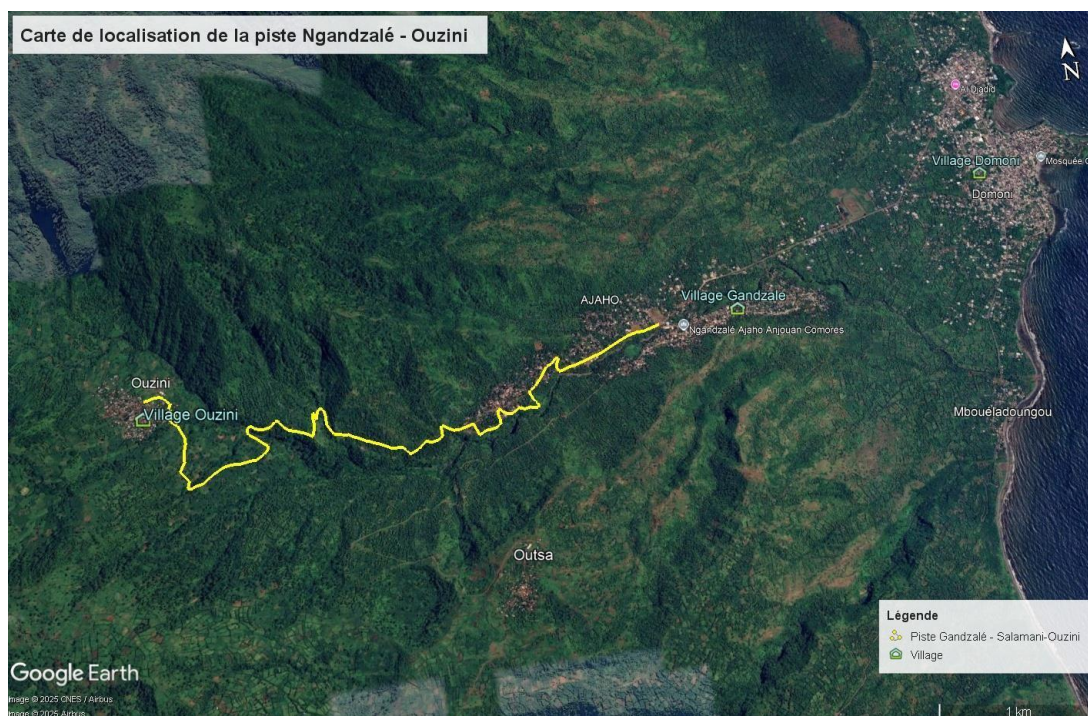 Carte de localisation de la piste Ngandzalé - Ouzini
N
Al Djadid
Village Domoni
Mosquée
Domoni
AJAHO
Village Gandzale
Ngandzalé Ajaho Anjouan Comores
Ouzini
Village Ouzini
Mbouéladoungou
Outsa
Légende
Piste Gandzalé - Salamani-Ouzini
Village
Google Earth
Image © 2025 CNES / Airbus
Image © 2025 Airbus
1 km